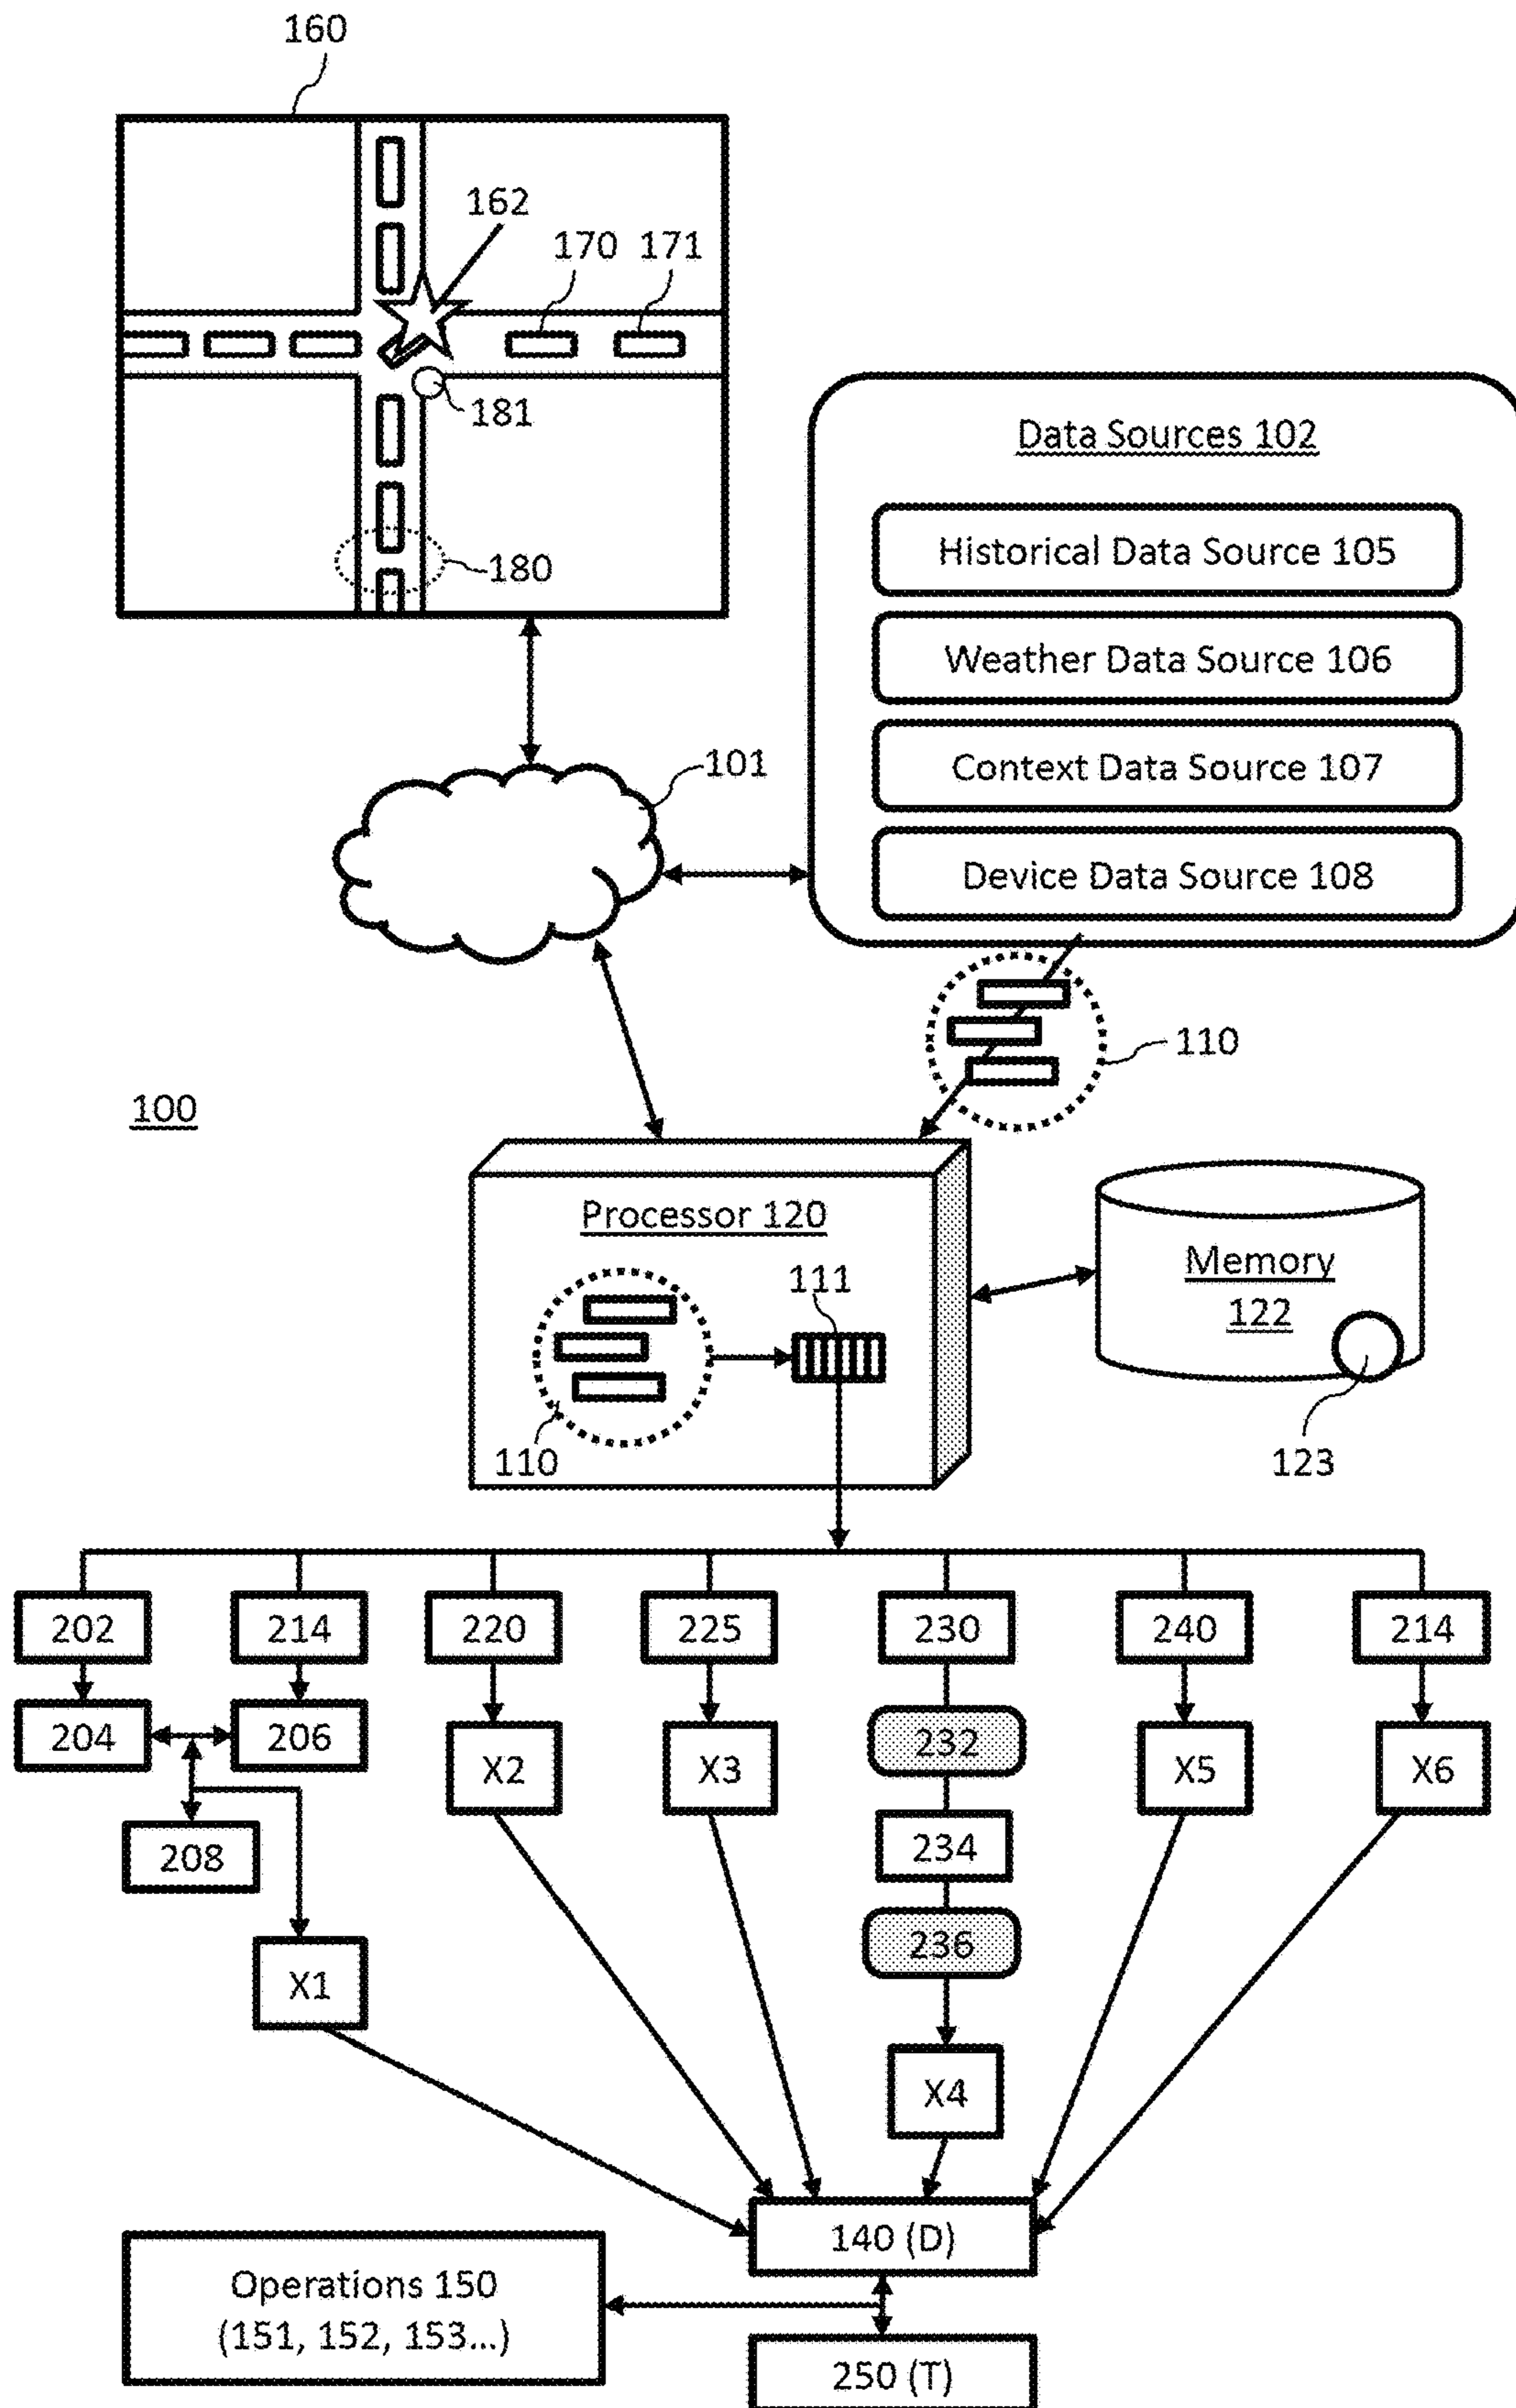 160
162
170 171
181
180
Data Sources 102
Historical Data Source 105
Weather Data Source 106
Context Data Source 107
Device Data Source 108
101
110
100
Processor 120
111
110
Memory
122
123
202 214 220 225 230 240 214
204 206 X2 X3 232 X5 X6
208 234
236
X1
X4
140 (D)
Operations 150
(151, 152, 153...)
250 (T)